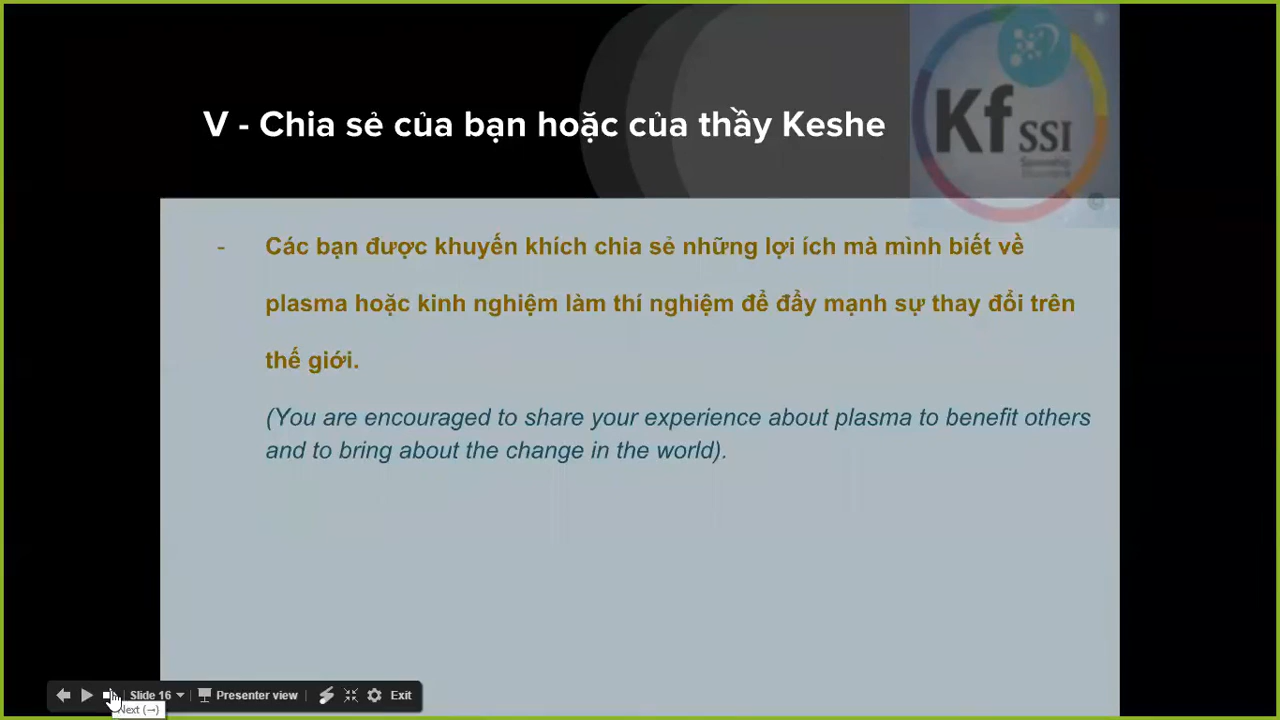 V - Chia sẻ của bạn hoặc của thầy Keshe
Kf SSI
©
- Các bạn được khuyến khích chia sẻ những lợi ích mà mình biết về
plasma hoặc kinh nghiệm làm thí nghiệm để đẩy mạnh sự thay đổi trên
thế giới.
(You are encouraged to share your experience about plasma to benefit others
and to bring about the change in the world).
Slide 16
Presenter view
Exit
Next (→)